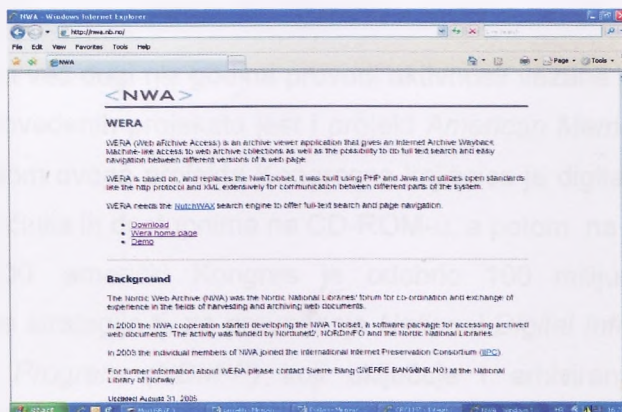 NWA - Windows Internet Explorer
http://nwa.nb.no/
File Edit View Favorites Tools Help
NWA
Page Tools
<NWA>
WERA
WERA (Web ARchive Access) is an archive viewer application that gives an Internet Archive Wayback
Machine-like access to web archive collections as well as the possibility to do full text search and easy
navigation between different versions of a web page.
WERA is based on, and replaces the NwaToolset. It was built using PHP and Java and utilizes open standards
like the http protocol and XML extensively for communication between different parts of the system.
WERA needs the NutchWAX search engine to offer full-text search and page navigation.
Download
Wera home page
Demo
Background
The Nordic Web Archive (NWA) was the Nordic National Libraries' forum for co-ordination and exchange of
experience in the fields of harvesting and archiving web documents.
In 2000 the NWA cooperation started developing the NWA Toolset, a software package for accessing archived
web documents. The activity was funded by Nordunet2, NORDINFO and the Nordic National Libraries.
In 2003 the individual members of NWA joined the International Internet Preservation Consortium (IIPC).
For further information about WERA please contact Sverre Bang (SVERRE.BANG@NB.NO) at the National
Library of Norway.
Updated August 31, 2005
start